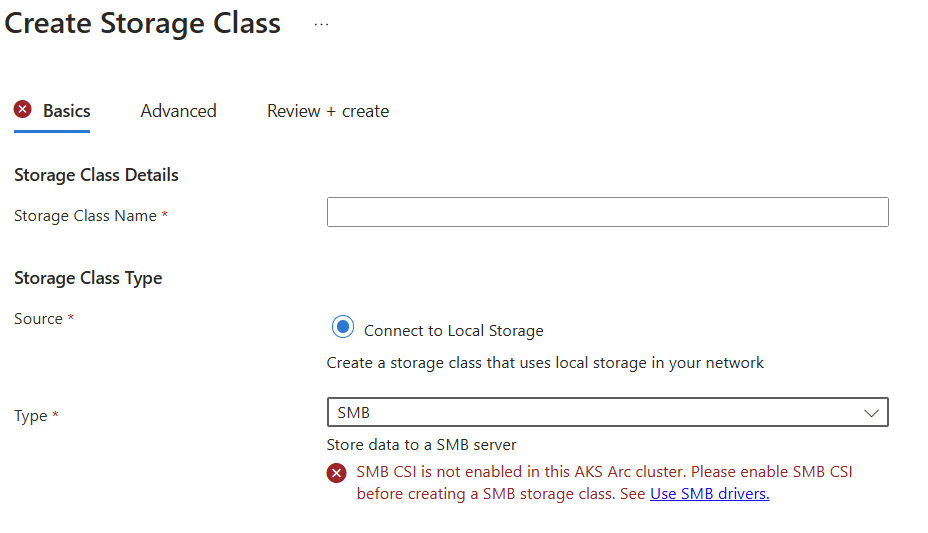 Create Storage Class ...
Basics Advanced Review + create
Storage Class Details
Storage Class Name *
Storage Class Type
Source *
Connect to Local Storage
Create a storage class that uses local storage in your network
Type *
SMB
Store data to a SMB server
SMB CSI is not enabled in this AKS Arc cluster. Please enable SMB CSI
before creating a SMB storage class. See Use SMB drivers.